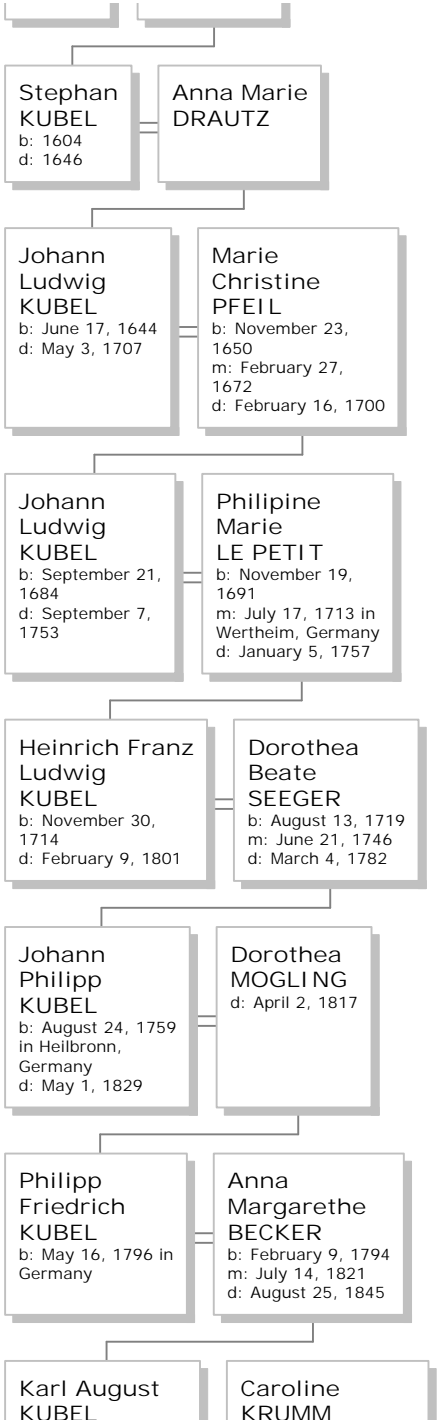 Stephan
KUBEL
b: 1604
d: 1646
Anna Marie
DRAUTZ
Johann
Ludwig
KUBEL
b: June 17, 1644
d: May 3, 1707
Marie
Christine
PFEIL
b: November 23,
1650
m: February 27,
1672
d: February 16, 1700
Johann
Ludwig
KUBEL
b: September 21,
1684
d: September 7,
1753
Philipine
Marie
LE PETIT
b: November 19,
1691
m: July 17, 1713 in
Wertheim, Germany
d: January 5, 1757
Heinrich Franz
Ludwig
KUBEL
b: November 30,
1714
d: February 9, 1801
Dorothea
Beate
SEEGER
b: August 13, 1719
m: June 21, 1746
d: March 4, 1782
Johann
Philipp
KUBEL
b: August 24, 1759
in Heilbronn,
Germany
d: May 1, 1829
Dorothea
MOGLING
d: April 2, 1817
Philipp
Friedrich
KUBEL
b: May 16, 1796 in
Germany
Anna
Margarethe
BECKER
b: February 9, 1794
m: July 14, 1821
d: August 25, 1845
Karl August
KUBEL
Caroline
KRUMM